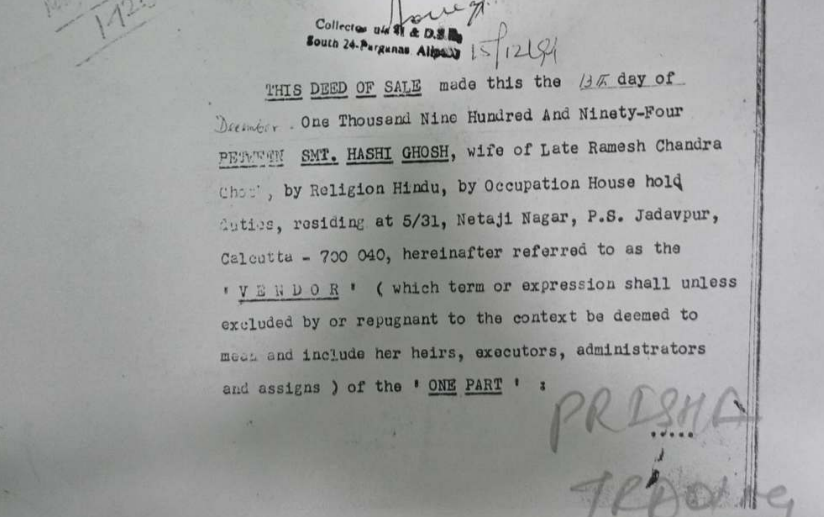 Collector u/s 31 & D.S.R.
South 24-Parganas Alipore 15/12/94
THIS DEED OF SALE made this the 13th day of
December. One Thousand Nine Hundred And Ninety-Four
BETWEEN SMT. HASHI GHOSH, wife of Late Ramesh Chandra
Ghosh, by Religion Hindu, by Occupation House hold
duties, residing at 5/31, Netaji Nagar, P.S. Jadavpur,
Calcutta - 700 040, hereinafter referred to as the
' V E N D O R ' ( which term or expression shall unless
excluded by or repugnant to the context be deemed to
mean and include her heirs, executors, administrators
and assigns ) of the ' ONE PART ' :
PRISHA
.....
TRADING